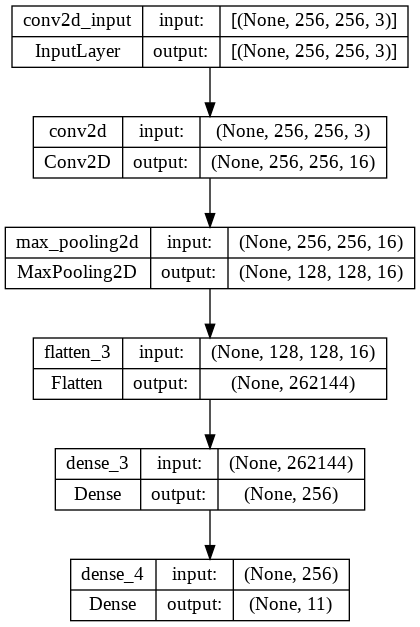 conv2d_input input: [(None, 256, 256, 3)]
InputLayer output: [(None, 256, 256, 3)]
conv2d input: (None, 256, 256, 3)
Conv2D output: (None, 256, 256, 16)
max_pooling2d input: (None, 256, 256, 16)
MaxPooling2D output: (None, 128, 128, 16)
flatten_3 input: (None, 128, 128, 16)
Flatten output: (None, 262144)
dense_3 input: (None, 262144)
Dense output: (None, 256)
dense_4 input: (None, 256)
Dense output: (None, 11)